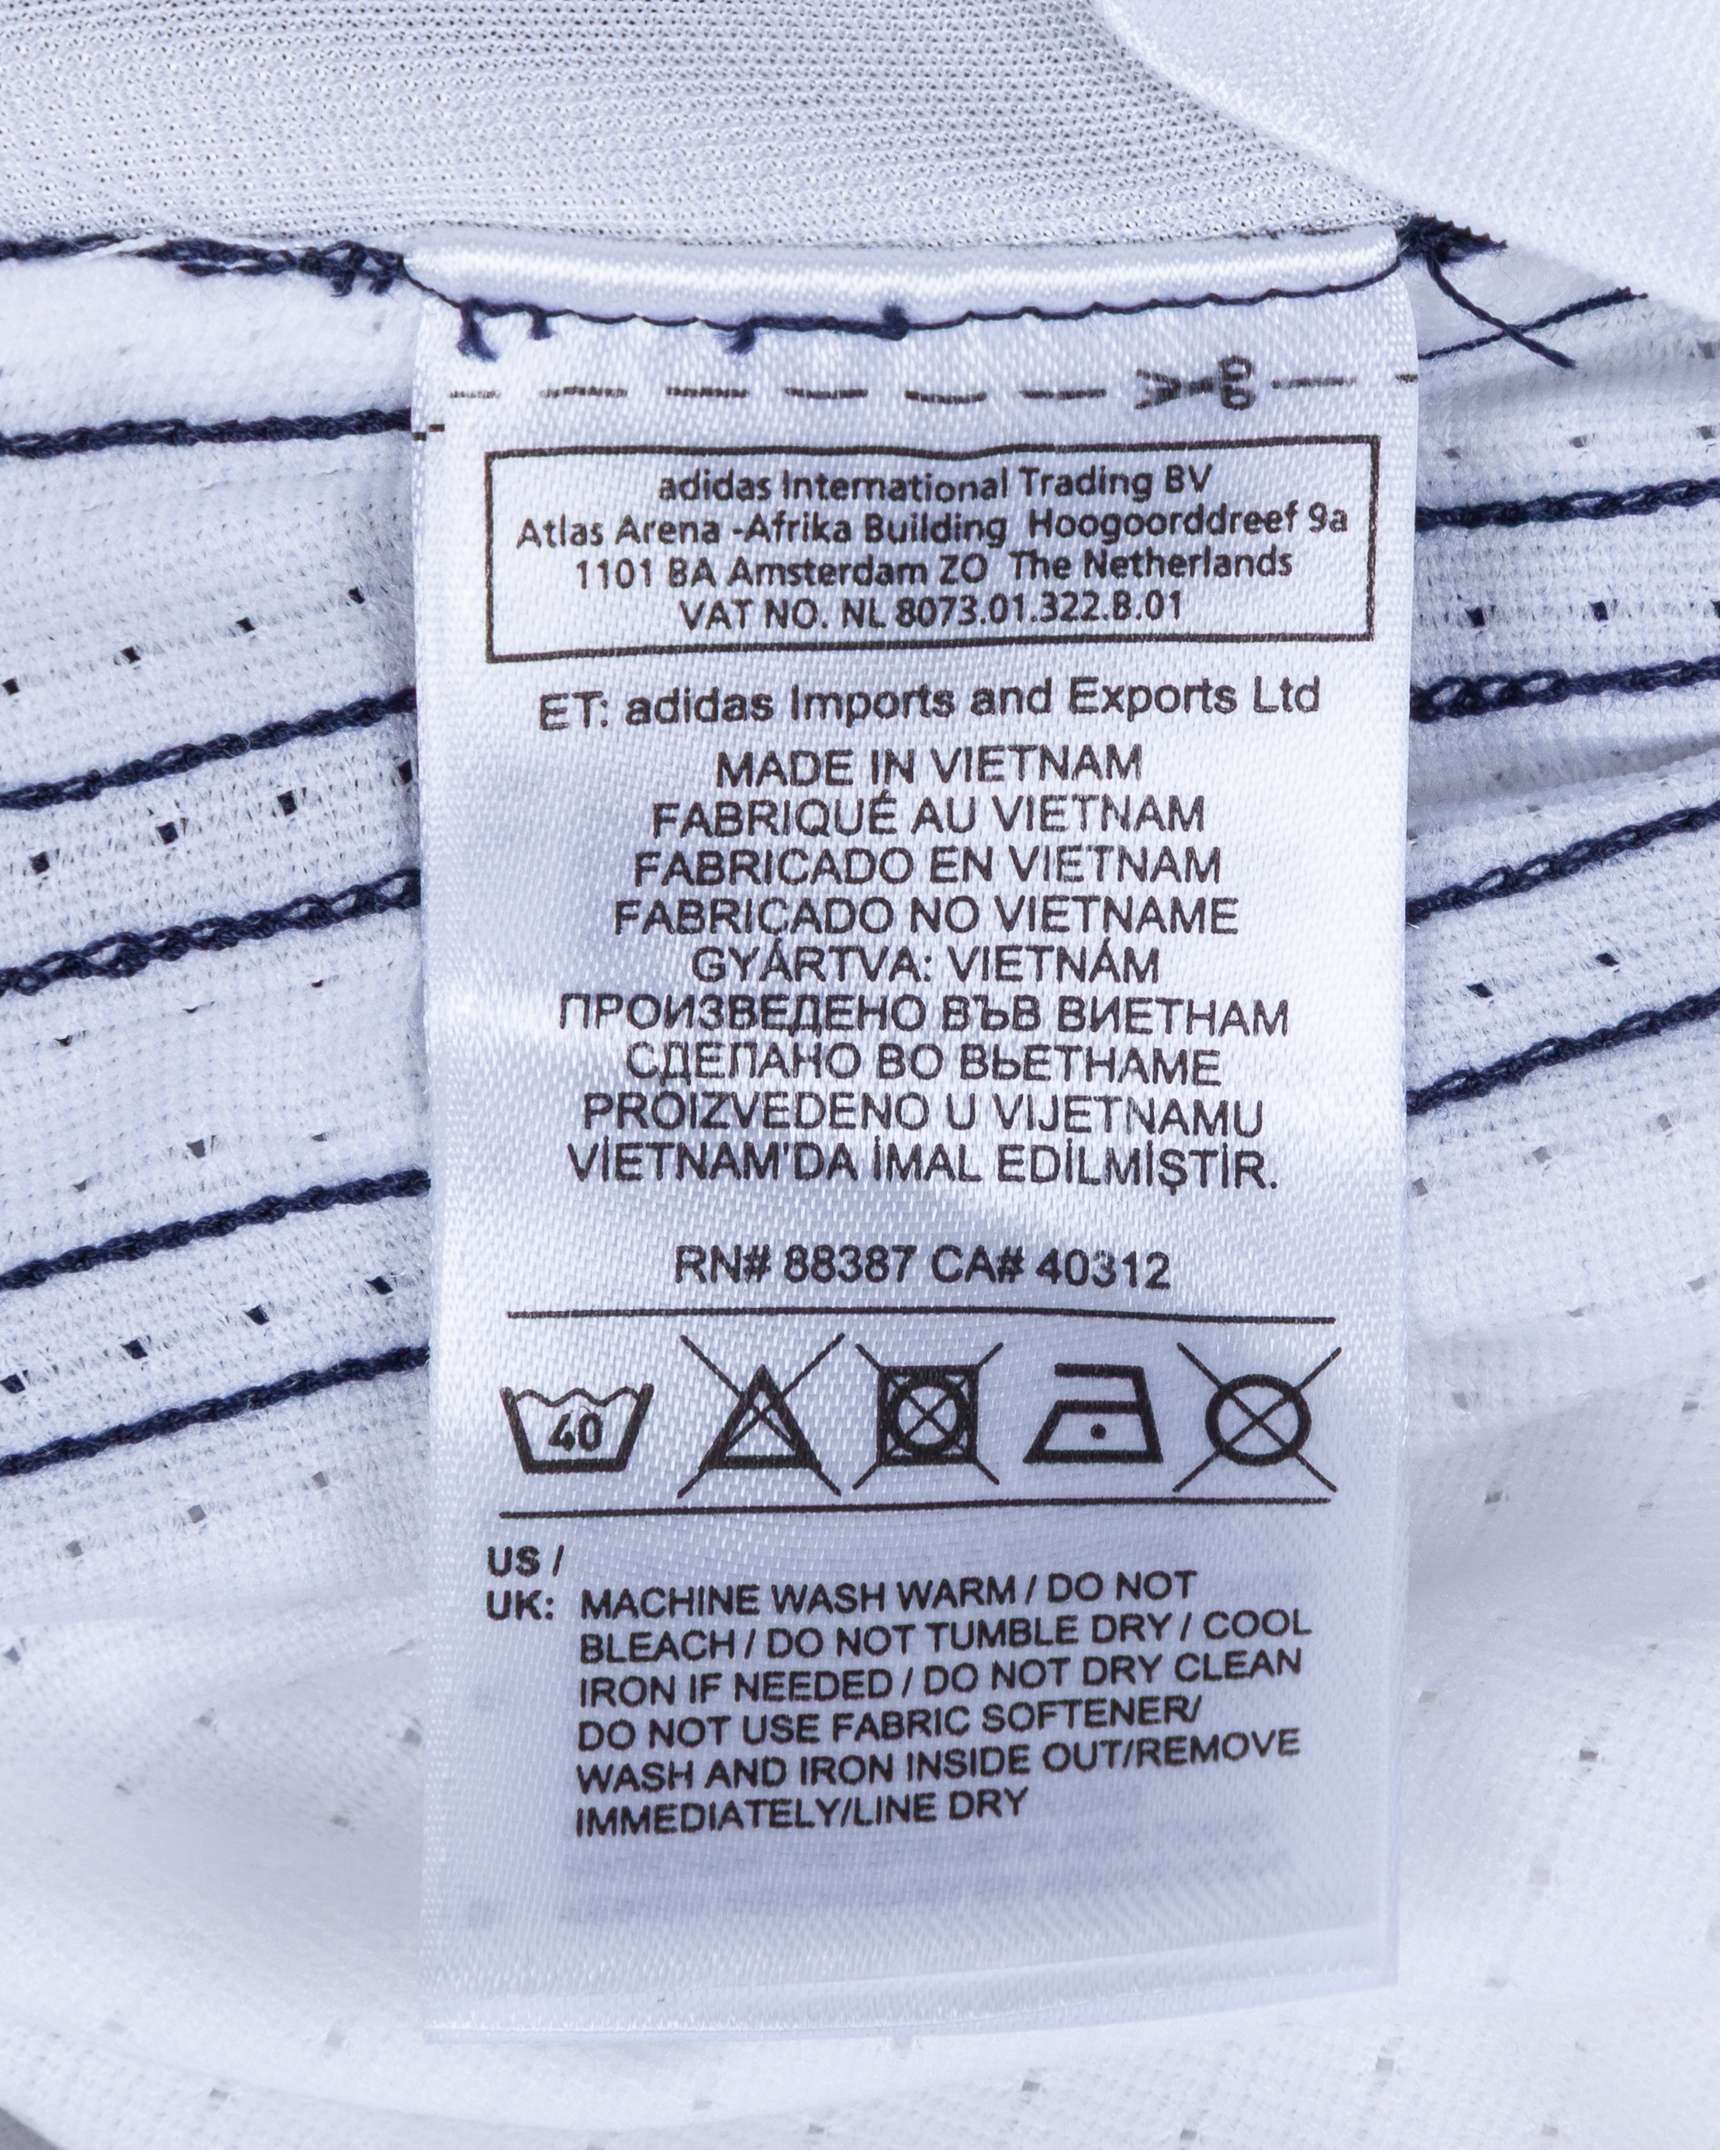 adidas International Trading BV
Atlas Arena -Afrika Building Hoogoorddreef 9a
1101 BA Amsterdam ZO The Netherlands
VAT NO. NL 8073.01.322.B.01
ET: adidas Imports and Exports Ltd
MADE IN VIETNAM
FABRIQUÉ AU VIETNAM
FABRICADO EN VIETNAM
FABRICADO NO VIETNAME
GYÁRTVA: VIETNÁM
ПРОИЗВЕДЕНО ВЪВ ВИЕТНАМ
СДЕЛАНО ВО ВЬЕТНАМЕ
PROIZVEDENO U VIJETNAMU
VİETNAM'DA İMAL EDİLMİŞTİR.
RN# 88387 CA# 40312
40
US /
UK: MACHINE WASH WARM / DO NOT
BLEACH / DO NOT TUMBLE DRY / COOL
IRON IF NEEDED / DO NOT DRY CLEAN
DO NOT USE FABRIC SOFTENER/
WASH AND IRON INSIDE OUT/REMOVE
IMMEDIATELY/LINE DRY